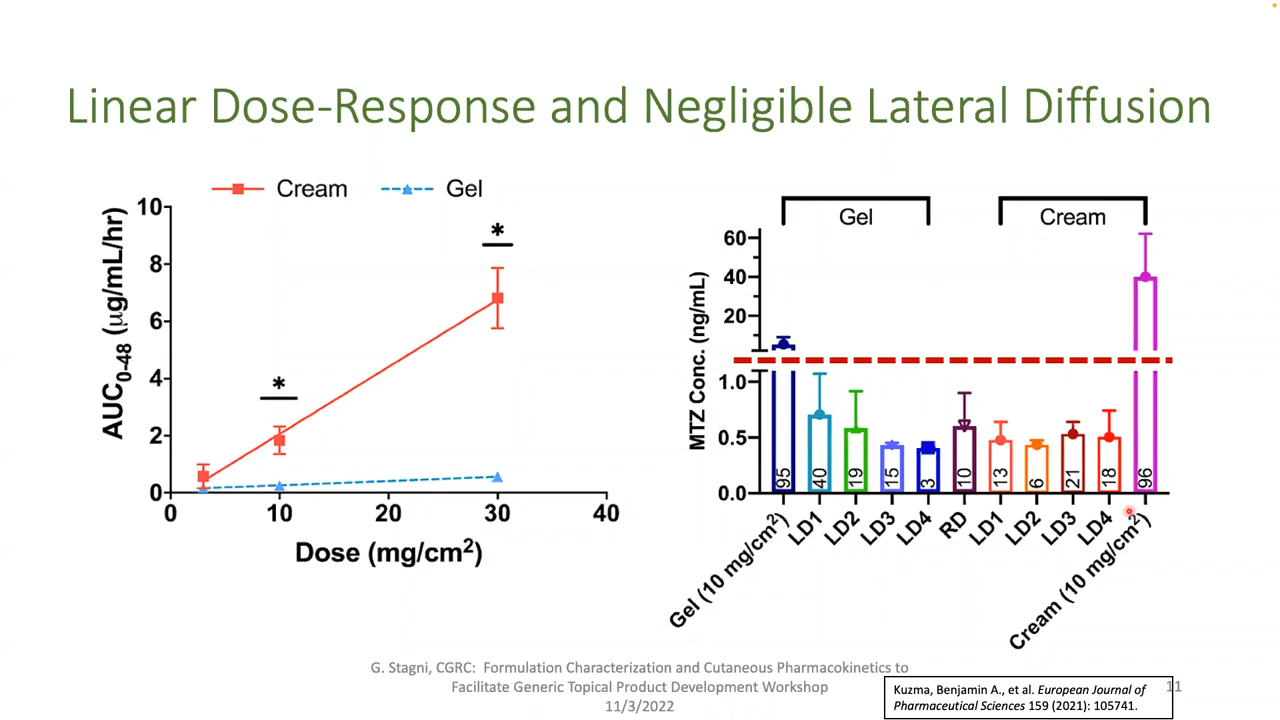 Linear Dose-Response and Negligible Lateral Diffusion
Cream
Gel
10
8
6
4
2
0
AUC0-48 (μg/mL/hr)
*
*
0
10
20
30
40
Dose (mg/cm²)
Gel
Cream
60
40
20
1.0
0.5
0.0
MTZ Conc. (ng/mL)
95
40
19
15
3
10
13
6
21
18
96
Gel (10 mg/cm²)
LD1
LD2
LD3
LD4
RD
LD1
LD2
LD3
LD4
Cream (10 mg/cm²)
G. Stagni, CGRC: Formulation Characterization and Cutaneous Pharmacokinetics to
Facilitate Generic Topical Product Development Workshop
11/3/2022
Kuzma, Benjamin A., et al. European Journal of
Pharmaceutical Sciences 159 (2021): 105741.
11